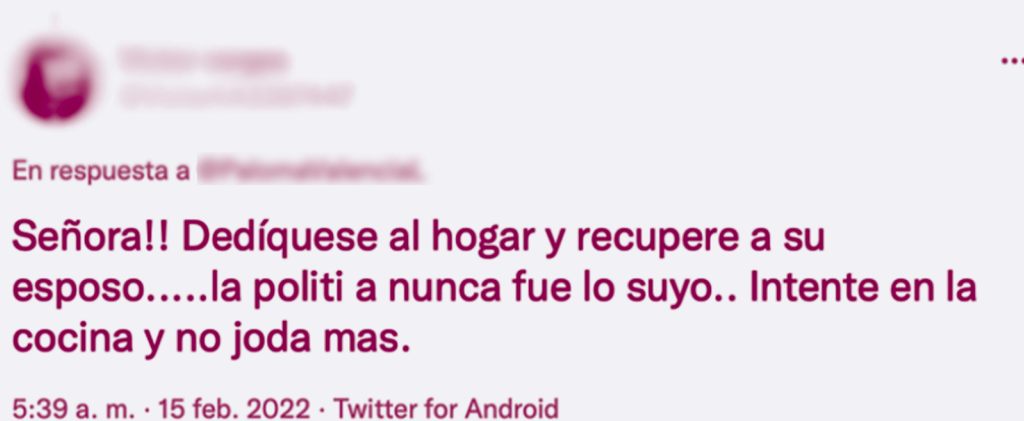 En respuesta a
Señora!! Dedíquese al hogar y recupere a su
esposo.....la politi a nunca fue lo suyo.. Intente en la
cocina y no joda mas.
5:39 a. m. · 15 feb. 2022 · Twitter for Android